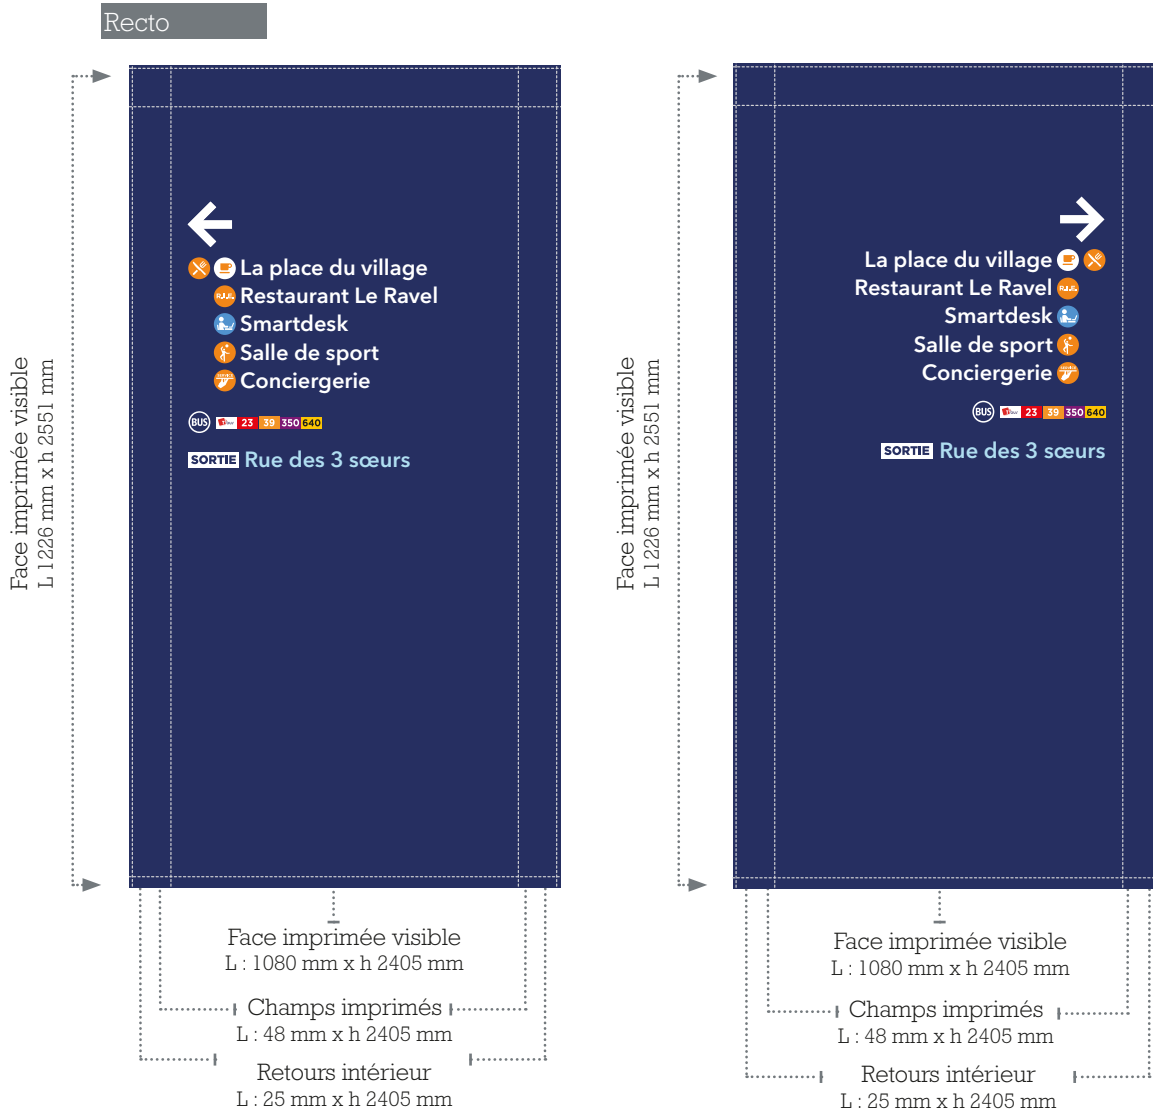 Recto
Face imprimée visible
L 1226 mm x h 2551 mm
La place du village
R.I.E. Restaurant Le Ravel
Smartdesk
Salle de sport
Conciergerie
BUS 23 39 350 640
SORTIE Rue des 3 sœurs
Face imprimée visible
L : 1080 mm x h 2405 mm
Champs imprimés
L : 48 mm x h 2405 mm
Retours intérieur
L : 25 mm x h 2405 mm
Face imprimée visible
L 1226 mm x h 2551 mm
La place du village
Restaurant Le Ravel R.I.E.
Smartdesk
Salle de sport
Conciergerie
BUS 23 39 350 640
SORTIE Rue des 3 sœurs
Face imprimée visible
L : 1080 mm x h 2405 mm
Champs imprimés
L : 48 mm x h 2405 mm
Retours intérieur
L : 25 mm x h 2405 mm